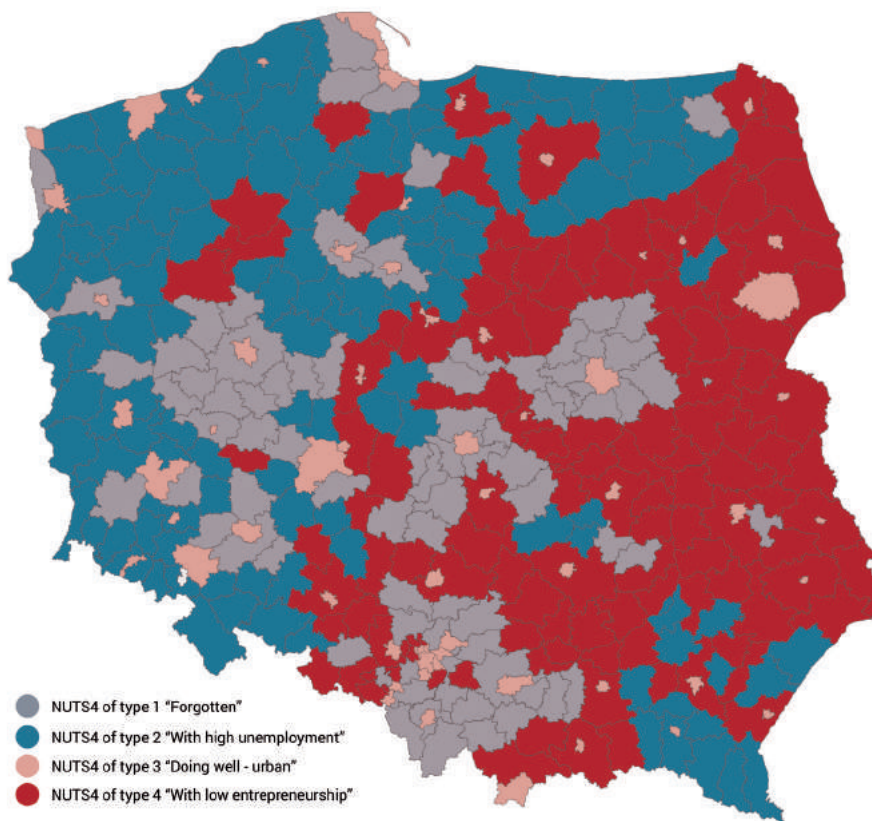 NUTS4 of type 1 "Forgotten"
NUTS4 of type 2 "With high unemployment"
NUTS4 of type 3 "Doing well - urban"
NUTS4 of type 4 "With low entrepreneurship"